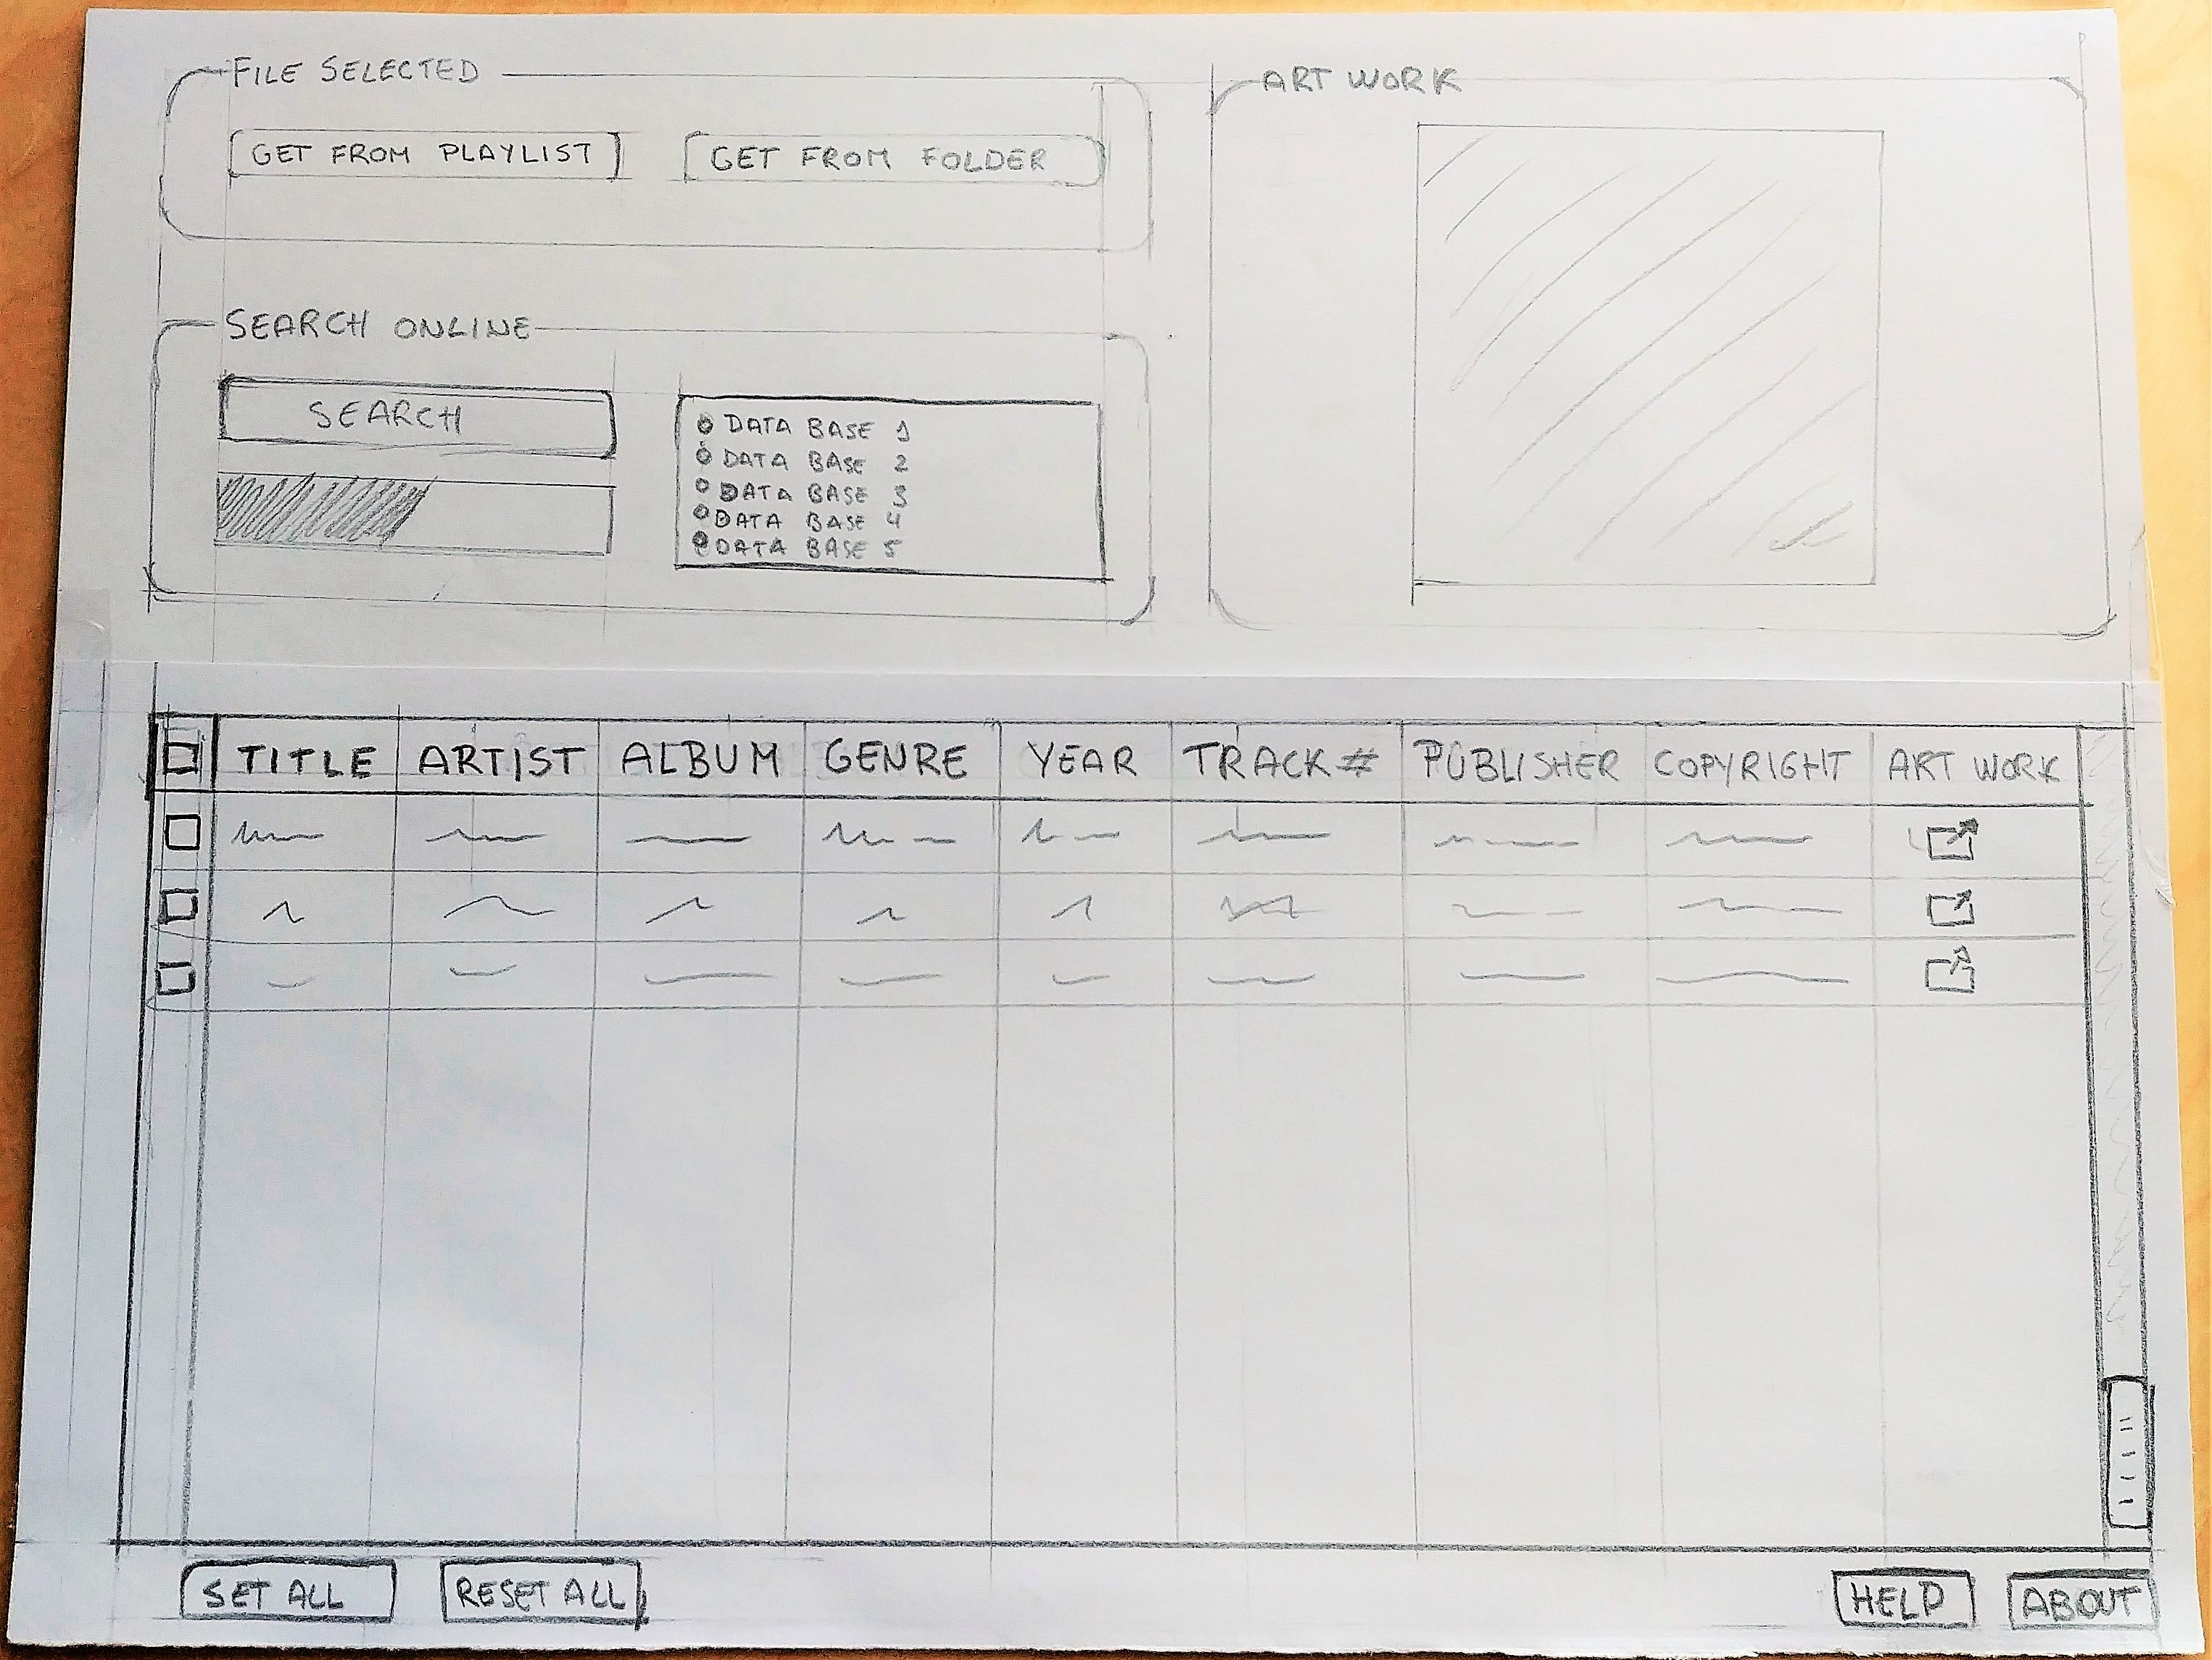 FILE SELECTED
GET FROM PLAYLIST
GET FROM FOLDER
ART WORK
SEARCH ONLINE
SEARCH
DATA BASE 1
DATA BASE 2
DATA BASE 3
DATA BASE 4
DATA BASE 5
TITLE ARTIST ALBUM GENRE YEAR TRACK # PUBLISHER COPYRIGHT ART WORK
SET ALL RESET ALL HELP ABOUT